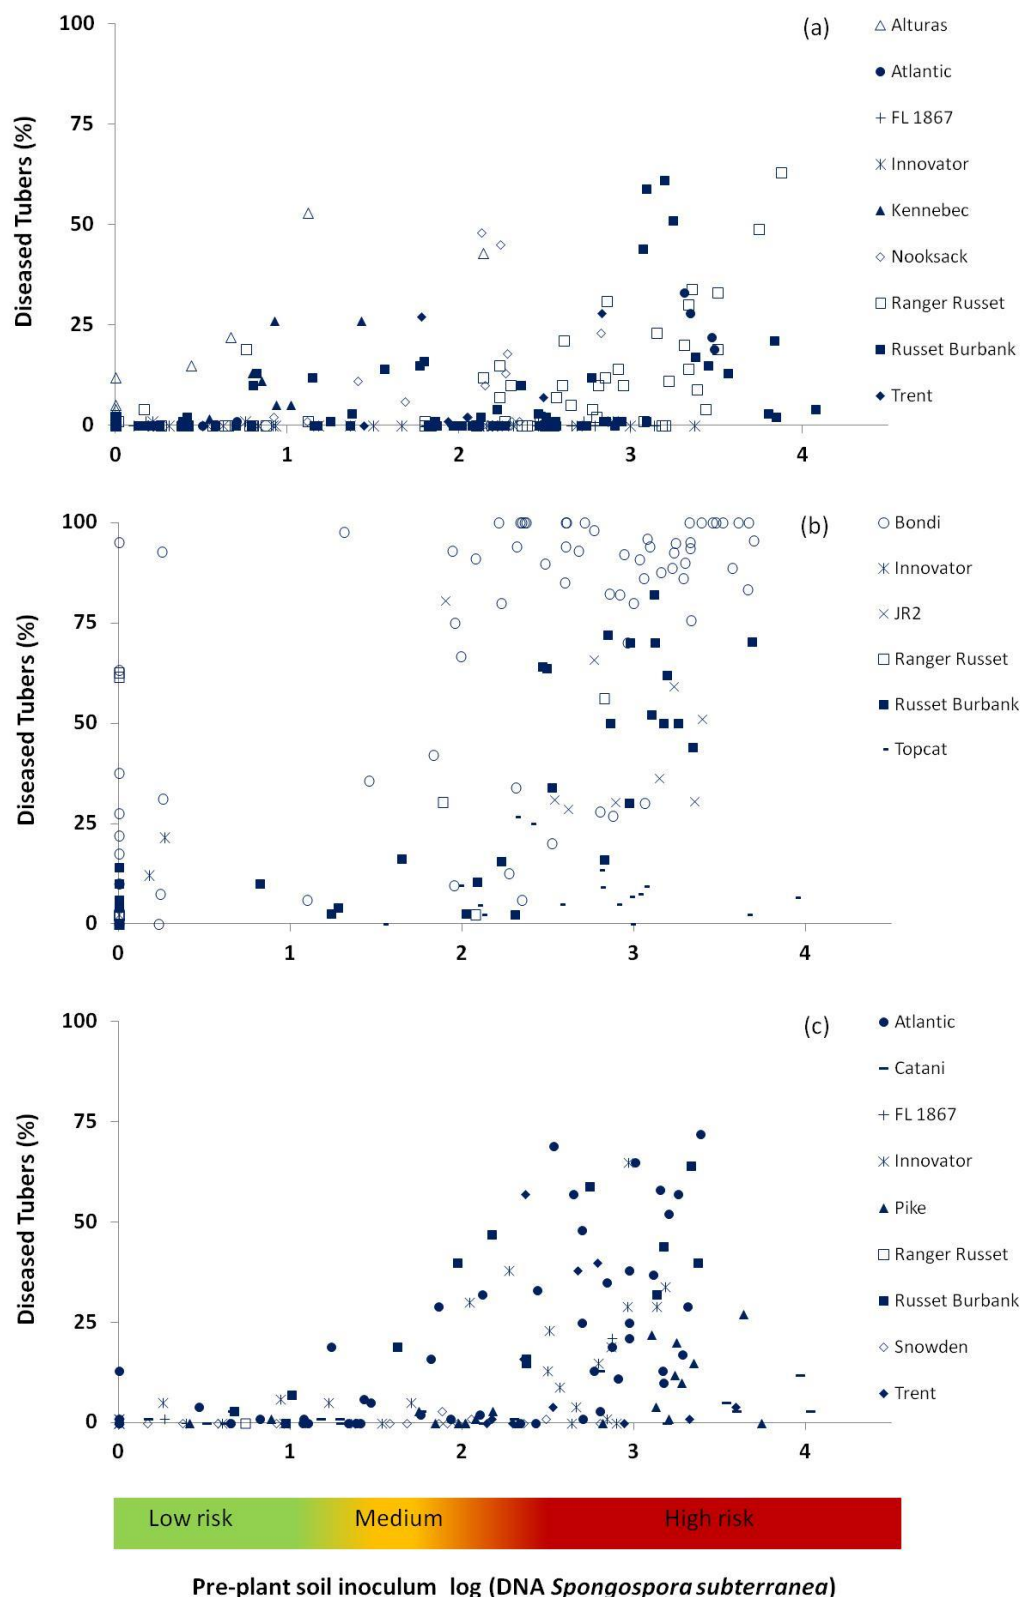 (a)
Diseased Tubers (%)
100
75
50
25
0
0 1 2 3 4
Alturas
Atlantic
FL 1867
Innovator
Kennebec
Nooksack
Ranger Russet
Russet Burbank
Trent
(b)
Diseased Tubers (%)
100
75
50
25
0
0 1 2 3 4
Bondi
Innovator
JR2
Ranger Russet
Russet Burbank
Topcat
(c)
Diseased Tubers (%)
100
75
50
25
0
0 1 2 3 4
Atlantic
Catani
FL 1867
Innovator
Pike
Ranger Russet
Russet Burbank
Snowden
Trent
Low risk Medium High risk
Pre-plant soil inoculum log (DNA Spongospora subterranea)